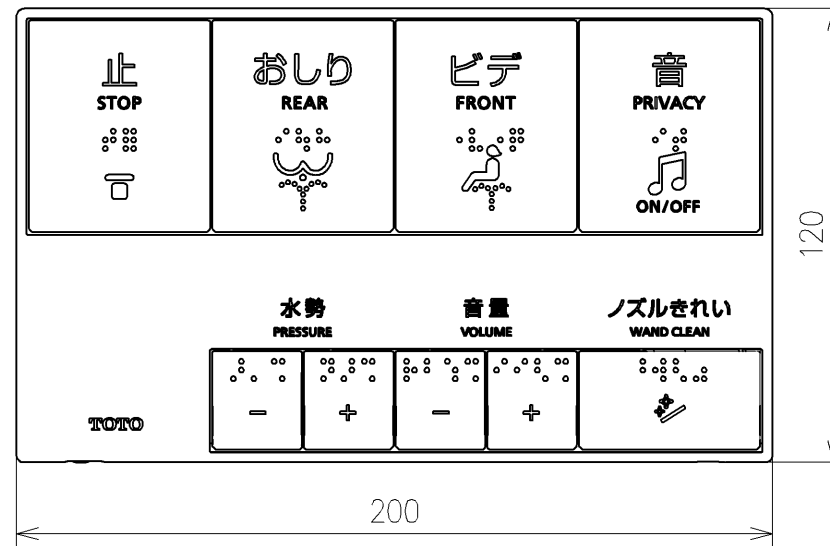 止 おしり ビデ 音
STOP REAR FRONT PRIVACY
ON/OFF
120
水勢 音量 ノズルきれい
PRESSURE VOLUME WAND CLEAN
- + - +
TOTO
200